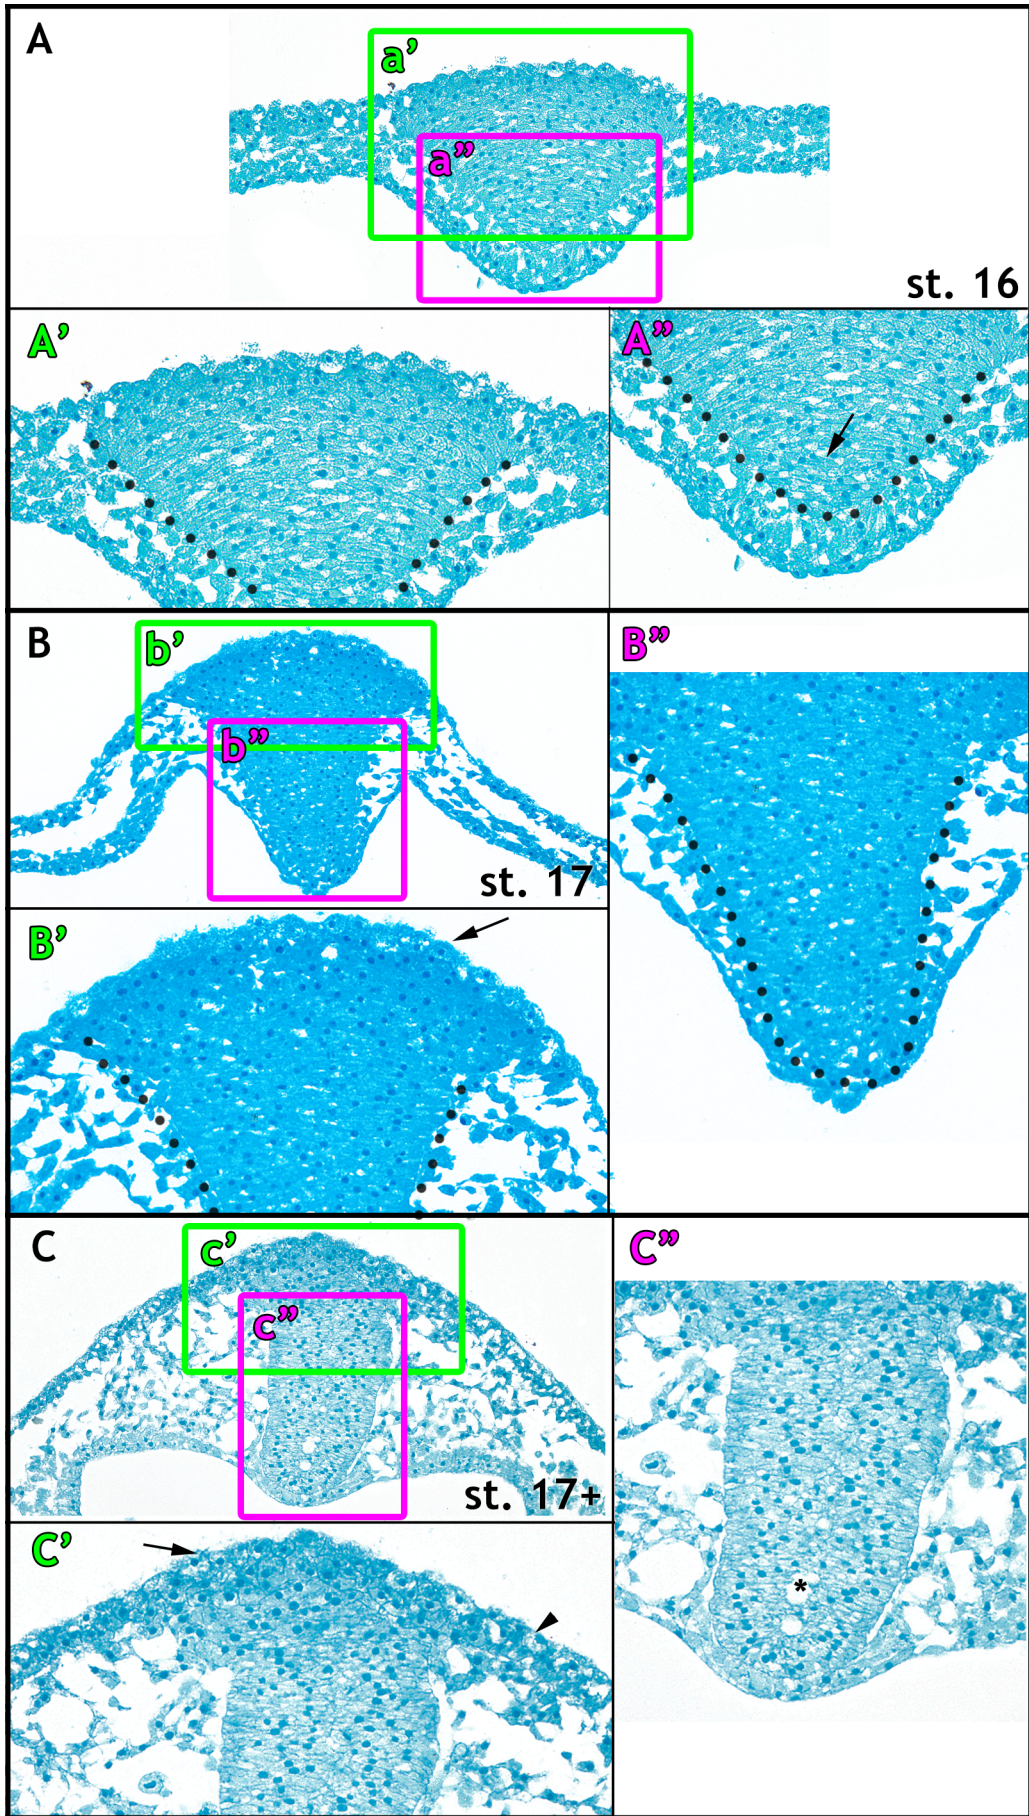 A
a’
a”
st. 16
A’
A”
B
b’
b”
st. 17
B”
B’
C
c’
c”
st. 17+
C”
C’
*